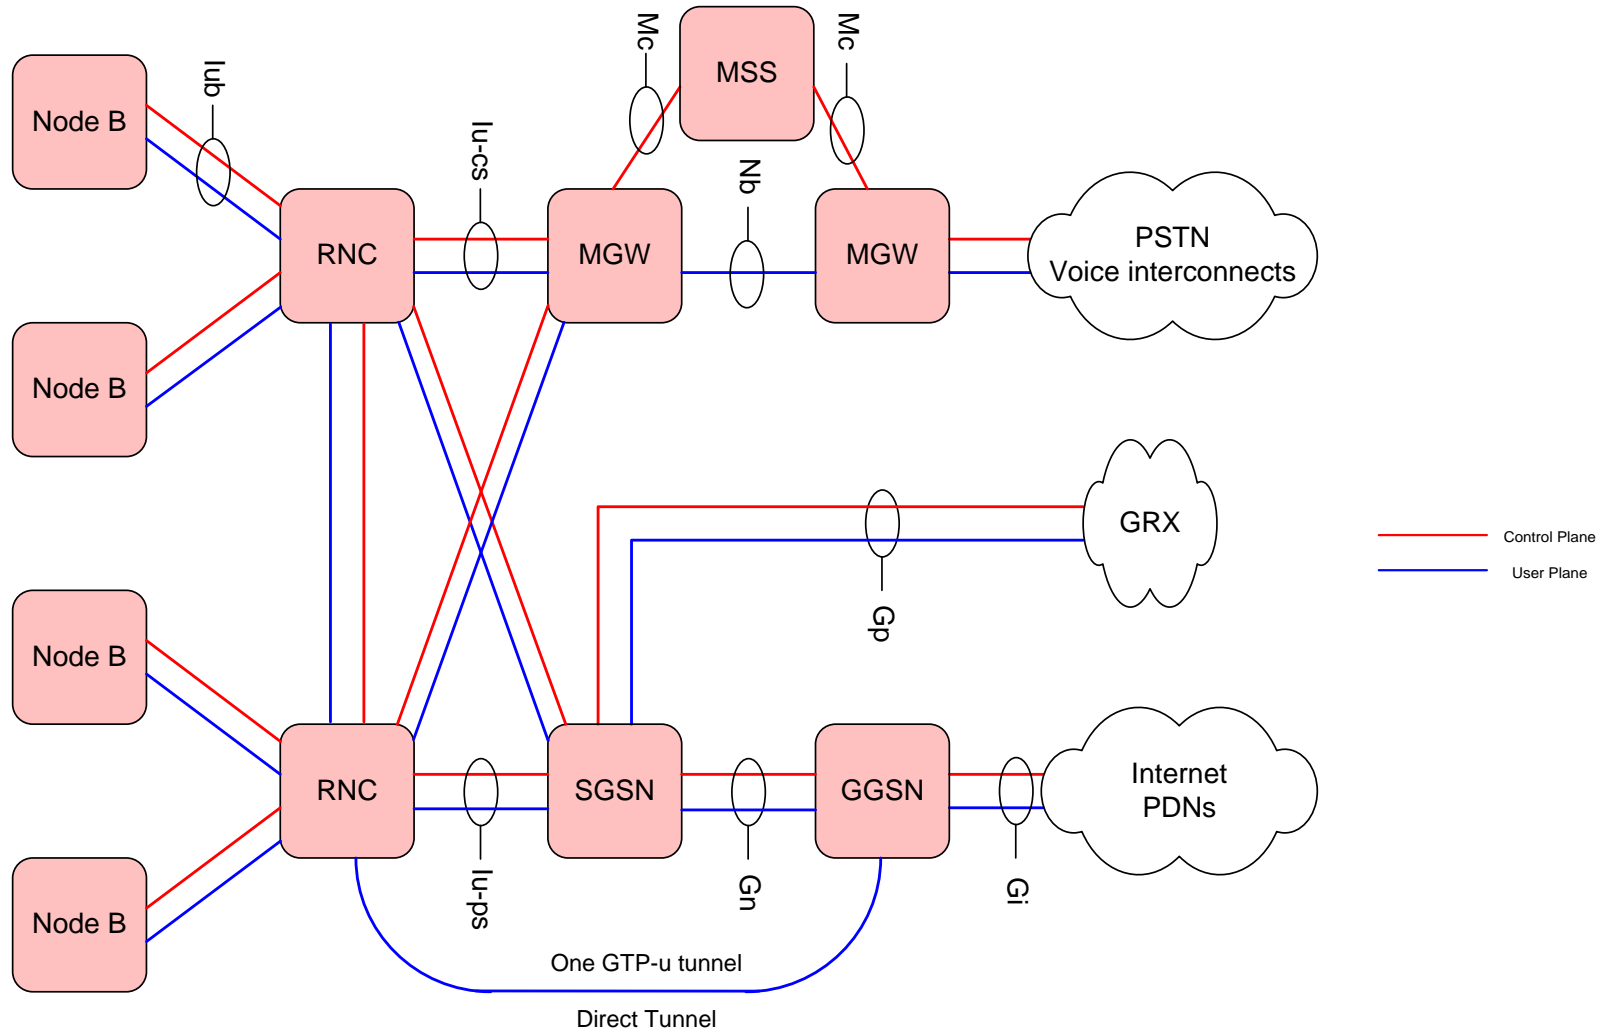 Mc
Mc
MSS
Node B
Iub
Iu-cs
Nb
RNC
MGW
MGW
PSTN
Voice interconnects
Node B
GRX
Control Plane
User Plane
Gp
Node B
RNC
SGSN
GGSN
Internet
PDNs
Iu-ps
Gn
Gi
Node B
One GTP-u tunnel
Direct Tunnel